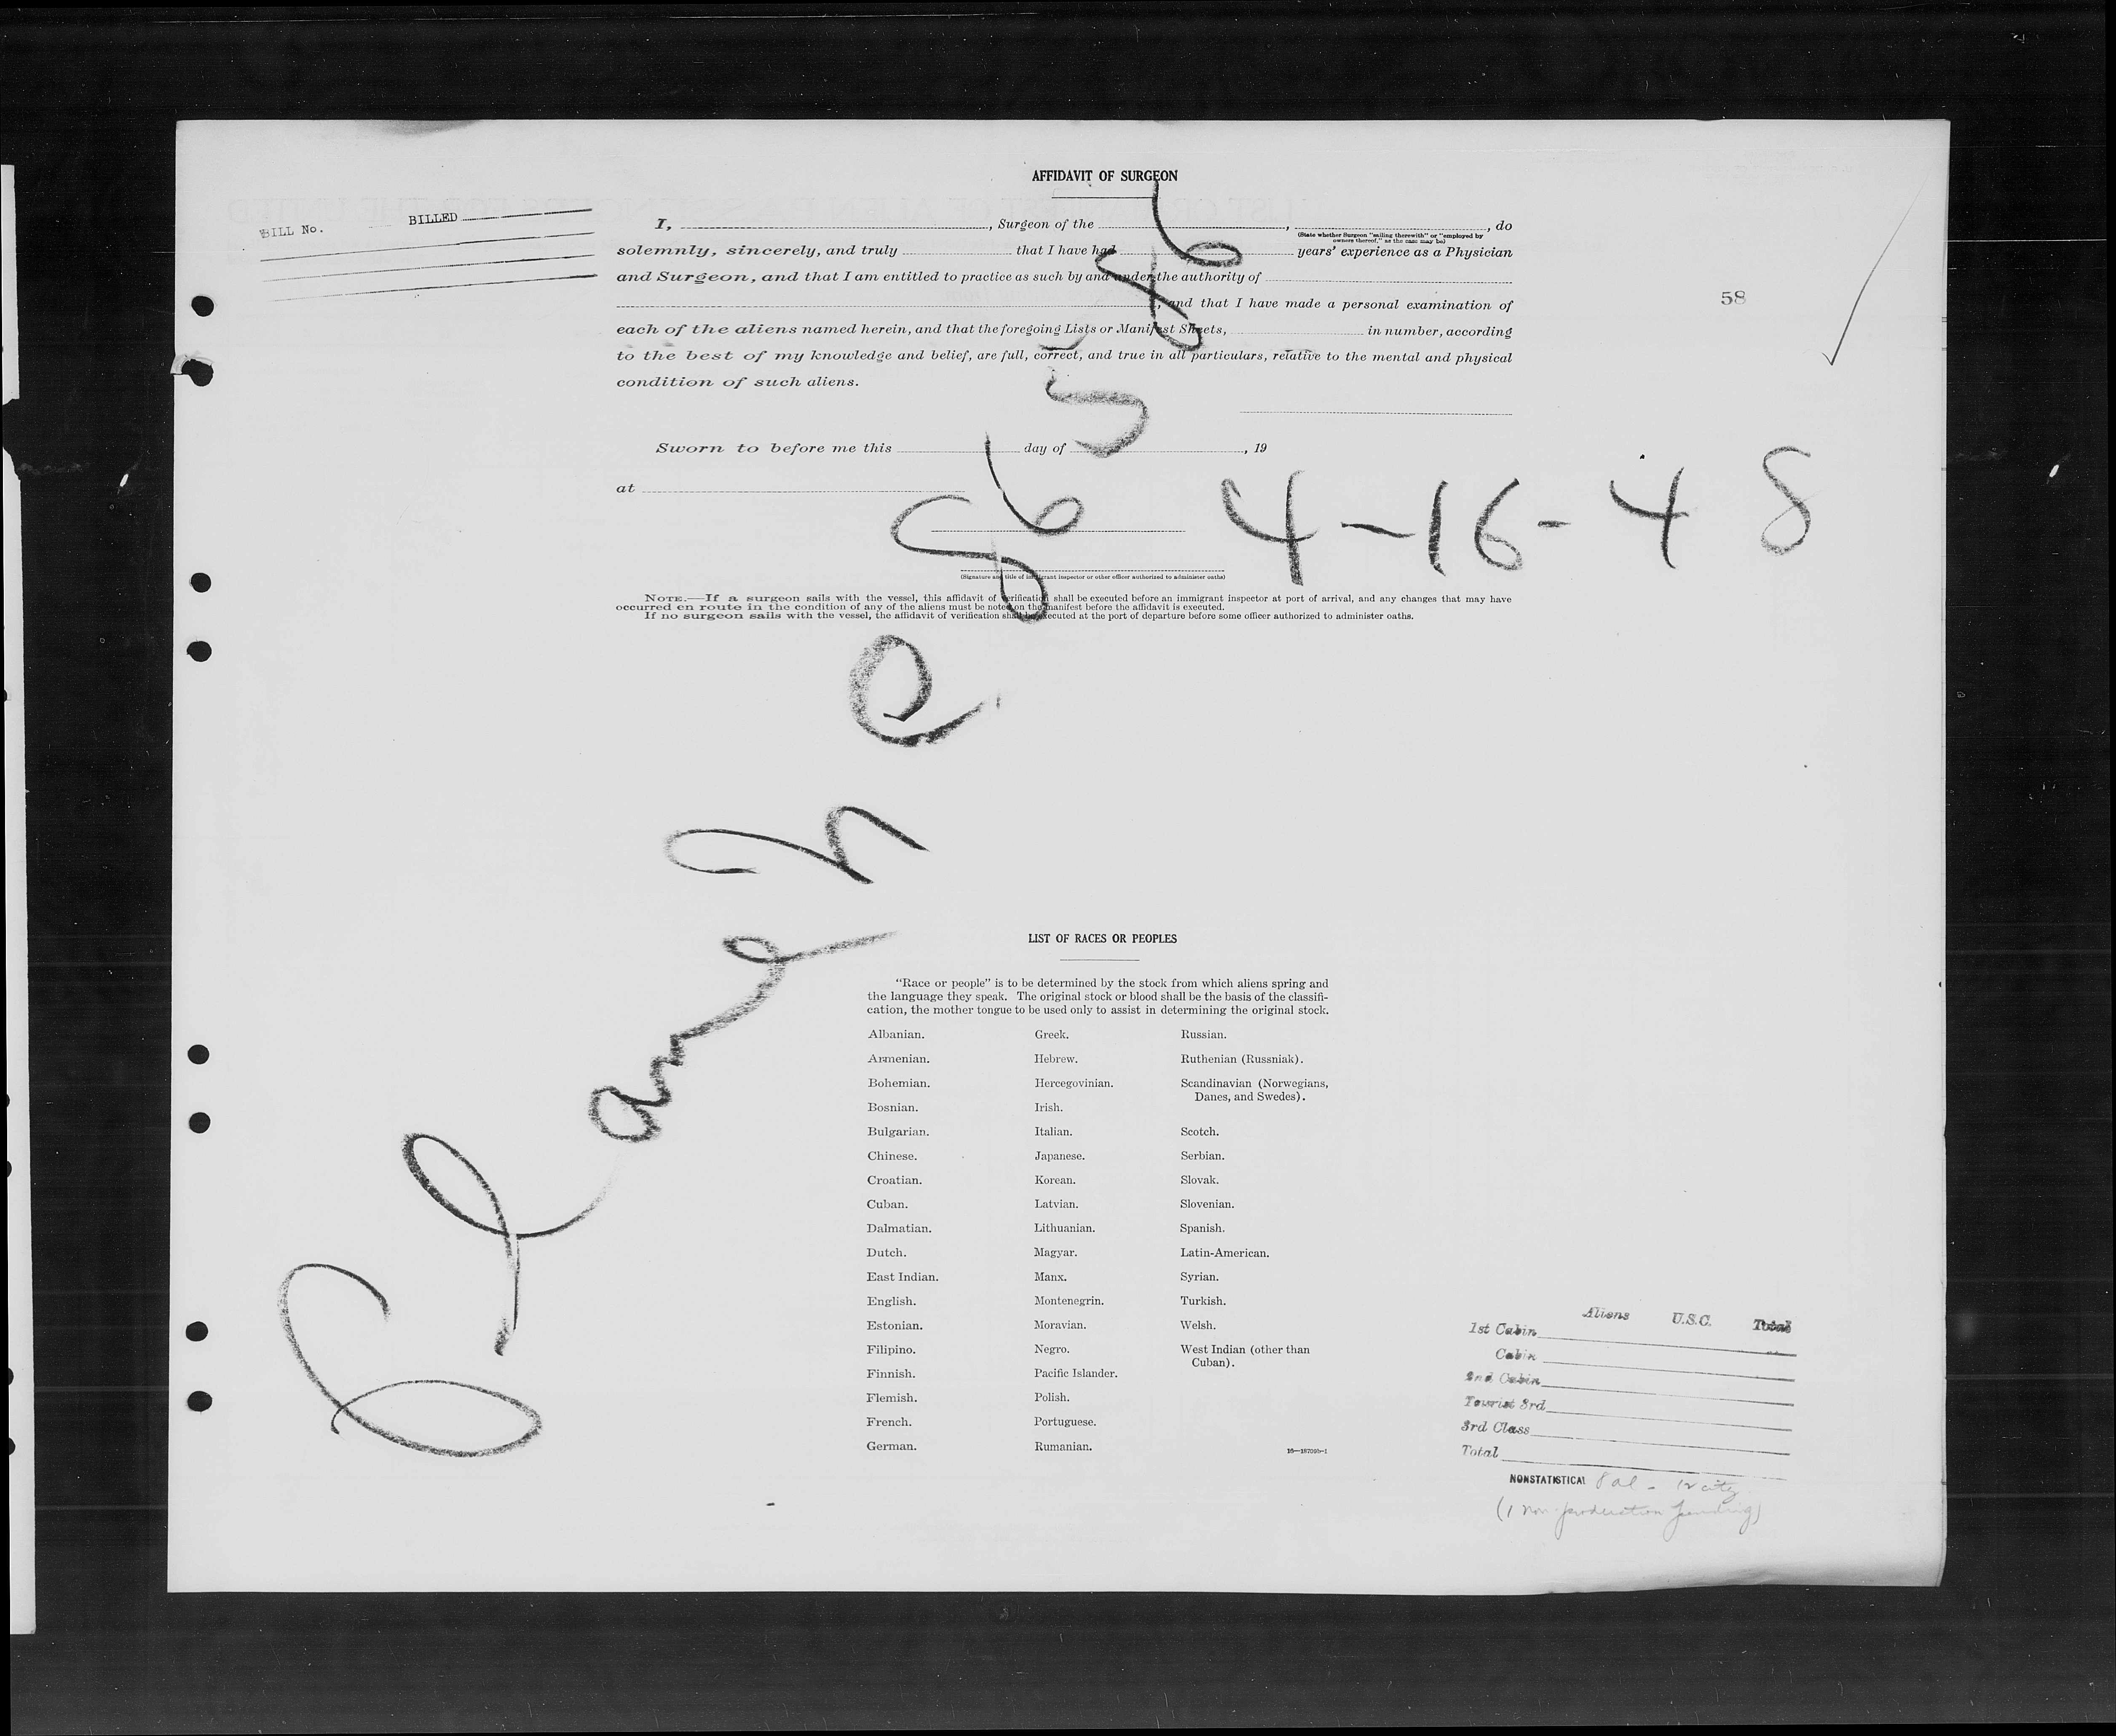 AFFIDAVIT OF SURGEON
BILL No. BILLED
I, , Surgeon of the , , do
(State whether Surgeon "sailing therewith" or "employed by
owners thereof," as the case may be)
solemnly, sincerely, and truly that I have had years' experience as a Physician
and Surgeon, and that I am entitled to practice as such by and under the authority of
, and that I have made a personal examination of
58
each of the aliens named herein, and that the foregoing Lists or Manifest Sheets, in number, according
to the best of my knowledge and belief, are full, correct, and true in all particulars, relative to the mental and physical
condition of such aliens.
Sworn to before me this day of , 19
at
4-16-48
(Signature and title of immigrant inspector or other officer authorized to administer oaths)
NOTE.—If a surgeon sails with the vessel, this affidavit of verification shall be executed before an immigrant inspector at port of arrival, and any changes that may have
occurred en route in the condition of any of the aliens must be noted on the manifest before the affidavit is executed.
If no surgeon sails with the vessel, the affidavit of verification shall be executed at the port of departure before some officer authorized to administer oaths.
LIST OF RACES OR PEOPLES
"Race or people" is to be determined by the stock from which aliens spring and
the language they speak. The original stock or blood shall be the basis of the classifi-
cation, the mother tongue to be used only to assist in determining the original stock.
Albanian.
Armenian.
Bohemian.
Bosnian.
Bulgarian.
Chinese.
Croatian.
Cuban.
Dalmatian.
Dutch.
East Indian.
English.
Estonian.
Filipino.
Finnish.
Flemish.
French.
German.
Greek.
Hebrew.
Hercegovinian.
Irish.
Italian.
Japanese.
Korean.
Latvian.
Lithuanian.
Magyar.
Manx.
Montenegrin.
Moravian.
Negro.
Pacific Islander.
Polish.
Portuguese.
Rumanian.
Russian.
Ruthenian (Russniak).
Scandinavian (Norwegians,
Danes, and Swedes).
Scotch.
Serbian.
Slovak.
Slovenian.
Spanish.
Latin-American.
Syrian.
Turkish.
Welsh.
West Indian (other than
Cuban).
16—18709b-1
Aliens U.S.C. Total
1st Cabin
Cabin
2nd Cabin
Tourist 3rd
3rd Class
Total
NONSTATISTICAL